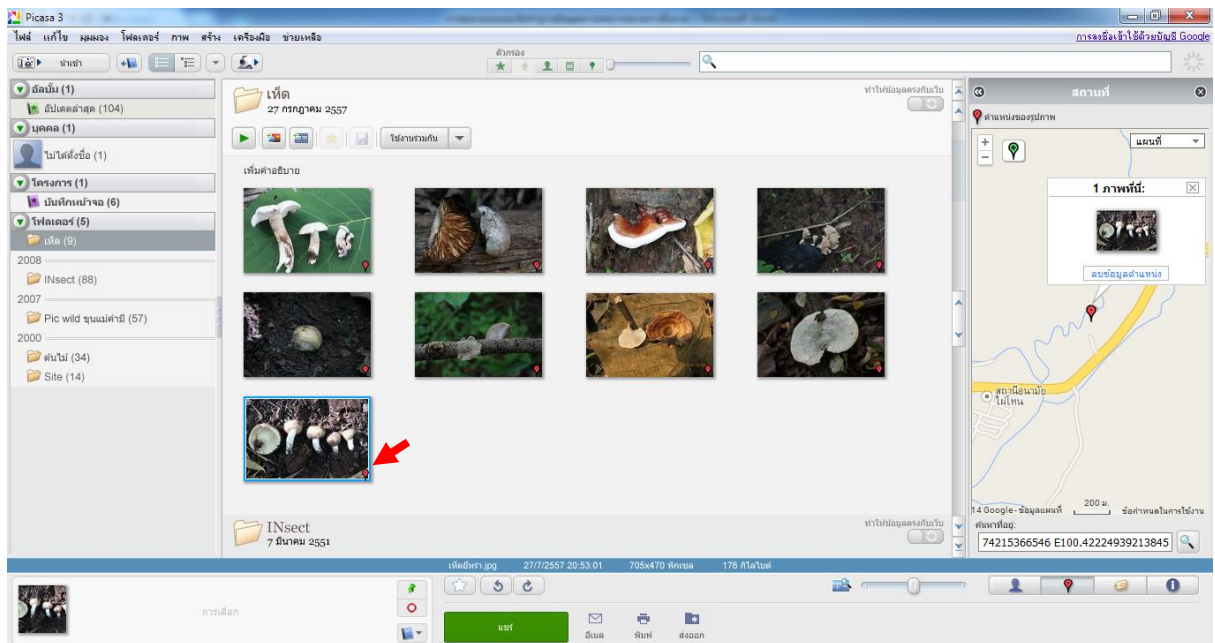 Picasa 3
ไฟล์ แก้ไข มุมมอง โฟลเดอร์ ภาพ สร้าง เครื่องมือ ช่วยเหลือ
การลงชื่อเข้าใช้ด้วยบัญชี Google
นำเข้า
ตัวกรอง
อัลบั้ม (1)
อัปเดตล่าสุด (104)
บุคคล (1)
ไม่ได้ตั้งชื่อ (1)
โครงการ (1)
บันทึกหน้าจอ (6)
โฟลเดอร์ (5)
เห็ด (9)
2008
INsect (88)
2007
Pic wild ขุนแม่คำมี (57)
2000
ต้นไม้ (34)
Site (14)
เห็ด
27 กรกฎาคม 2557
ทำให้ข้อมูลตรงกับเว็บ
ใช้งานร่วมกัน
เพิ่มคำอธิบาย
INsect
7 มีนาคม 2551
ทำให้ข้อมูลตรงกับเว็บ
สถานที่
ตำแหน่งของรูปภาพ
แผนที่
1 ภาพที่นี่:
ลบข้อมูลตำแหน่ง
สถานีอนามัย
ไผ่โทน
200 ม.
14 Google - ข้อมูลแผนที่
ข้อกำหนดในการใช้งาน
ค้นหาที่อยู่:
74215366546 E100.42224939213845
27/7/2557 20:53:01 705x470 พิกเซล 176 กิโลไบต์
การเลือก
แชร์
อีเมล
พิมพ์
ส่งออก